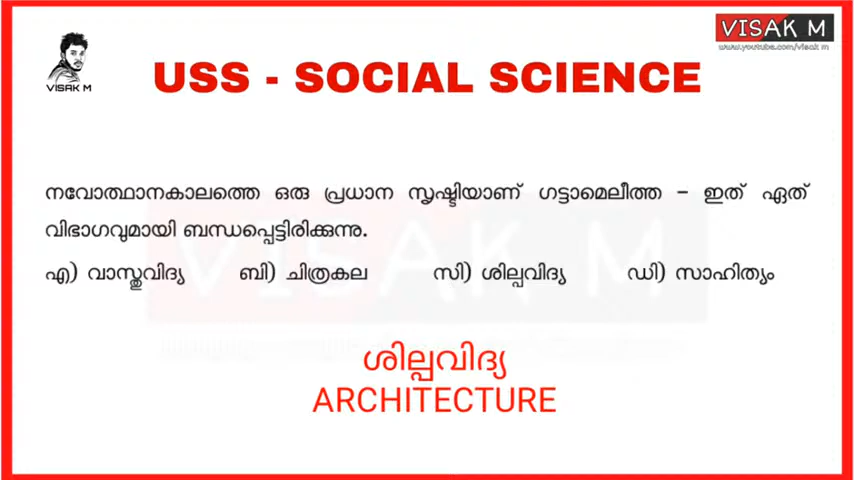 VISAK M
www.youtube.com/visak m
VISAK M
USS - SOCIAL SCIENCE
നവോത്ഥാനകാലത്തെ ഒരു പ്രധാന സൃഷ്ടിയാണ് ഗട്ടാമെലീത്ത – ഇത് ഏത്
വിഭാഗവുമായി ബന്ധപ്പെട്ടിരിക്കുന്നു.
എ) വാസ്തുവിദ്യ ബി) ചിത്രകല സി) ശില്പവിദ്യ ഡി) സാഹിത്യം
VISAK M
ശില്പവിദ്യ
ARCHITECTURE